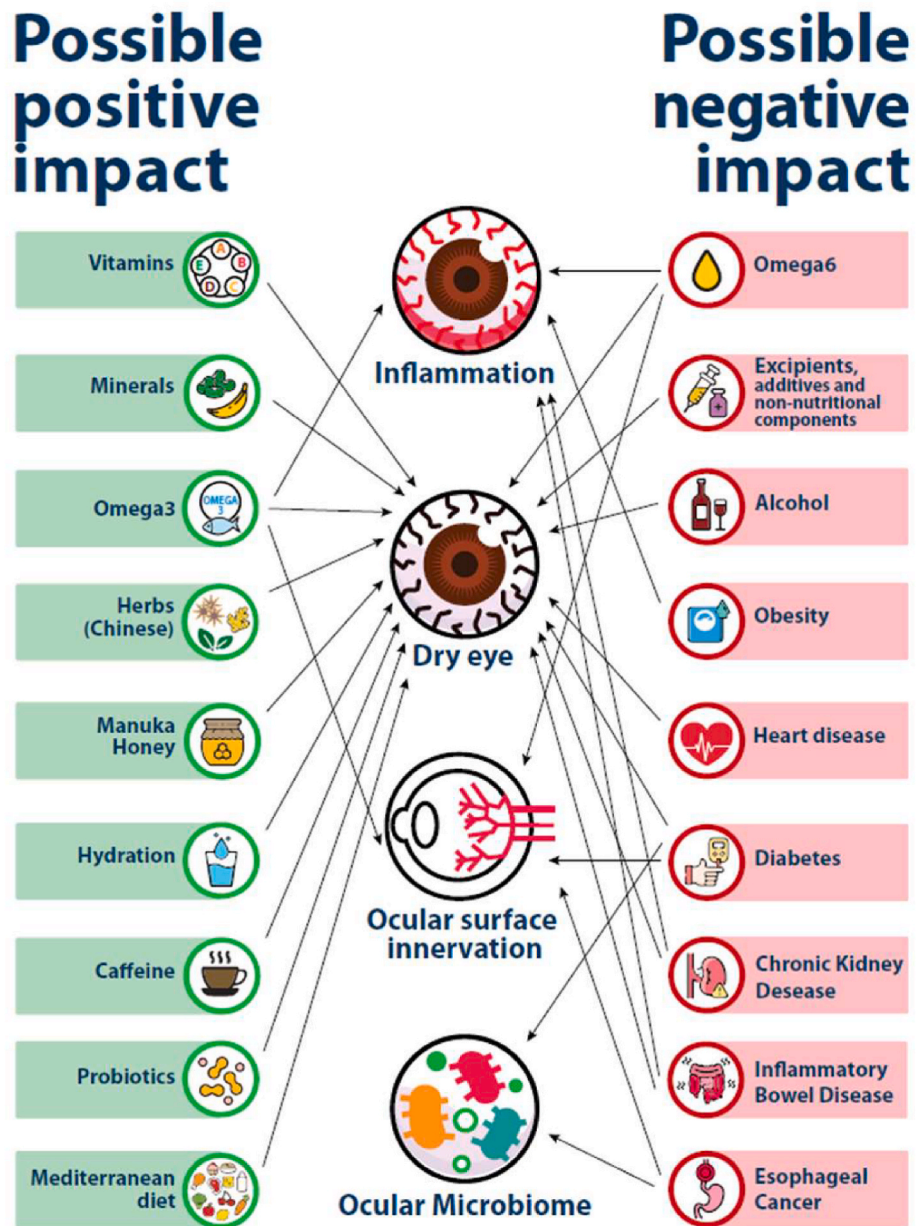 Possible
positive
impact
Possible
negative
impact
Vitamins
A
B
C
D
E
Minerals
Omega3
OMEGA
3
Herbs
(Chinese)
Manuka
Honey
Hydration
Caffeine
Probiotics
Mediterranean
diet
Inflammation
Dry eye
Ocular surface
innervation
Ocular Microbiome
Omega6
Excipients,
additives and
non-nutritional
components
Alcohol
Obesity
Heart disease
Diabetes
Chronic Kidney
Desease
Inflammatory
Bowel Disease
Esophageal
Cancer